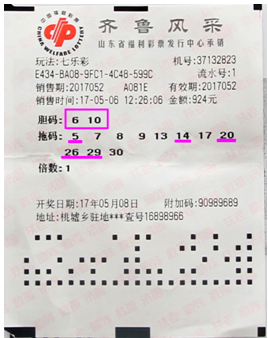 中国福利彩票
CHINA WELFARE LOTTERY
齐鲁风采
山东省福利彩票发行中心承销
玩法:七乐彩 机号:37132823
E434-BA08-9FC1-4C48-599C 流水号:1
销售期:2017052 A081E 有效期:2017052
销售时间:17-05-06 12:26:06 金额:924元
胆码: 6 10
拖码: 5 7 8 9 13 14 17 20
26 29 30
倍数:1
开奖日期:17年05月08日 附加码:90989689
地址:桃墟乡驻地***查号16898966